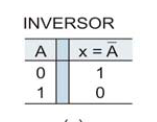 INVERSOR
A x = A̅
0 1
1 0